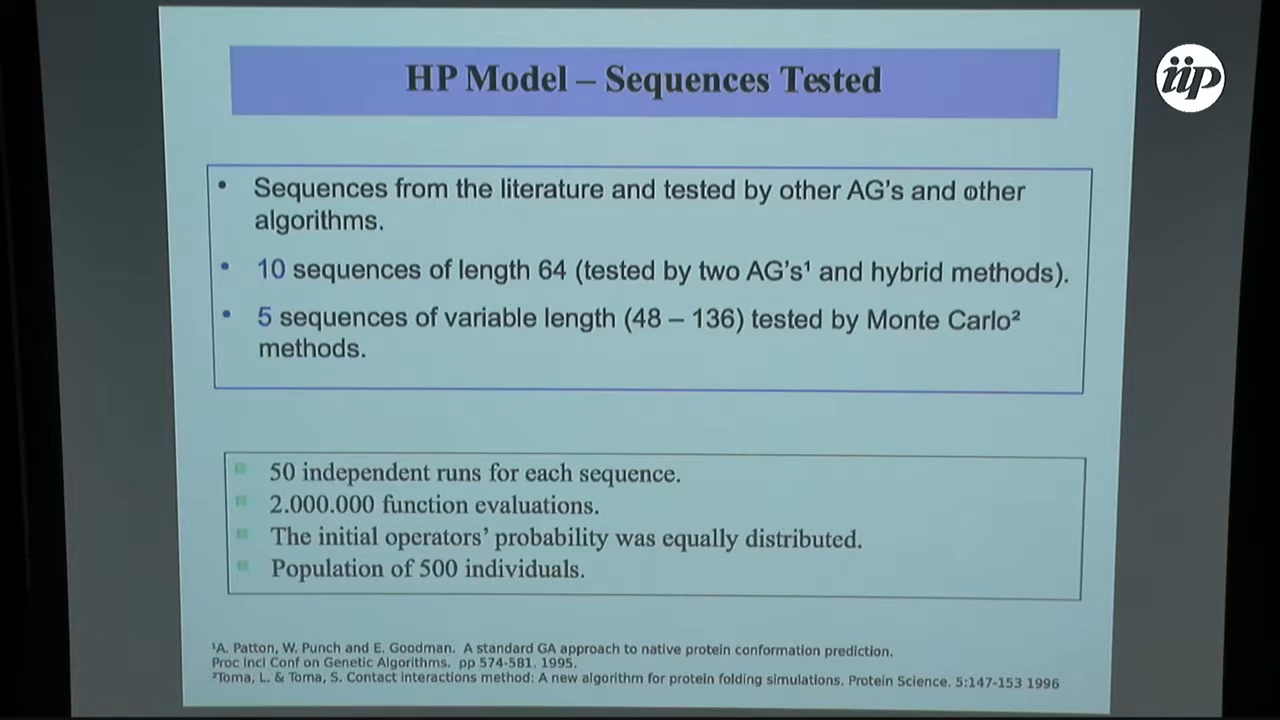 HP Model – Sequences Tested
iip
• Sequences from the literature and tested by other AG's and other
algorithms.
• 10 sequences of length 64 (tested by two AG's¹ and hybrid methods).
• 5 sequences of variable length (48 – 136) tested by Monte Carlo²
methods.
50 independent runs for each sequence.
2.000.000 function evaluations.
The initial operators' probability was equally distributed.
Population of 500 individuals.
¹A. Patton, W. Punch and E. Goodman. A standard GA approach to native protein conformation prediction.
Proc Incl Conf on Genetic Algorithms. pp 574-581. 1995.
²Toma, L. & Toma, S. Contact interactions method: A new algorithm for protein folding simulations. Protein Science. 5:147-153 1996